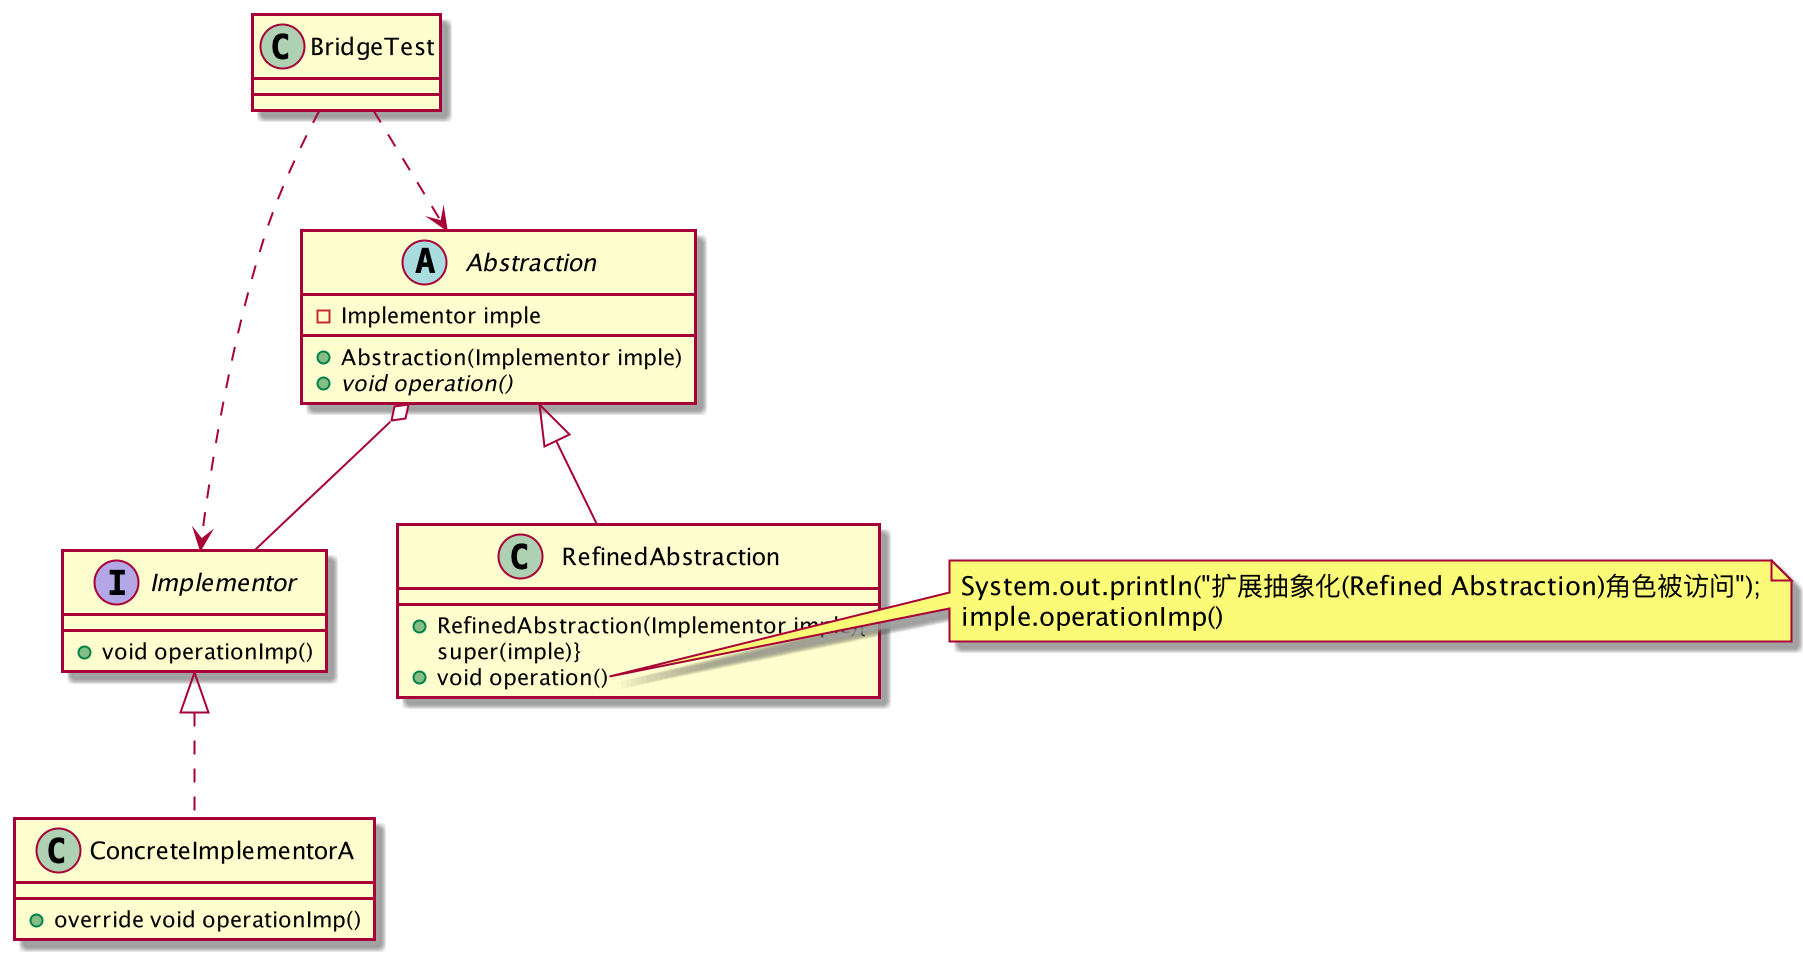 C BridgeTest
A Abstraction
Implementor imple
Abstraction(Implementor imple)
void operation()
I Implementor
void operationImp()
C RefinedAbstraction
RefinedAbstraction(Implementor imple){
super(imple)}
void operation()
System.out.println("扩展抽象化(Refined Abstraction)角色被访问");
imple.operationImp()
C ConcreteImplementorA
override void operationImp()